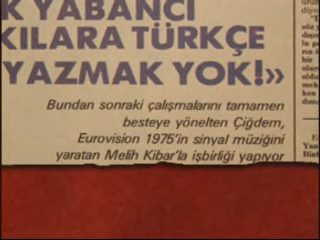 K YABANCI
KILARA TÜRKÇE
YAZMAK YOK!»
Bundan sonraki çalışmalarını tamamen
besteye yönelten Çiğdem,
Eurovision 1975'in sinyal müziğini
yaratan Melih Kibar'la işbirliği yapıyor